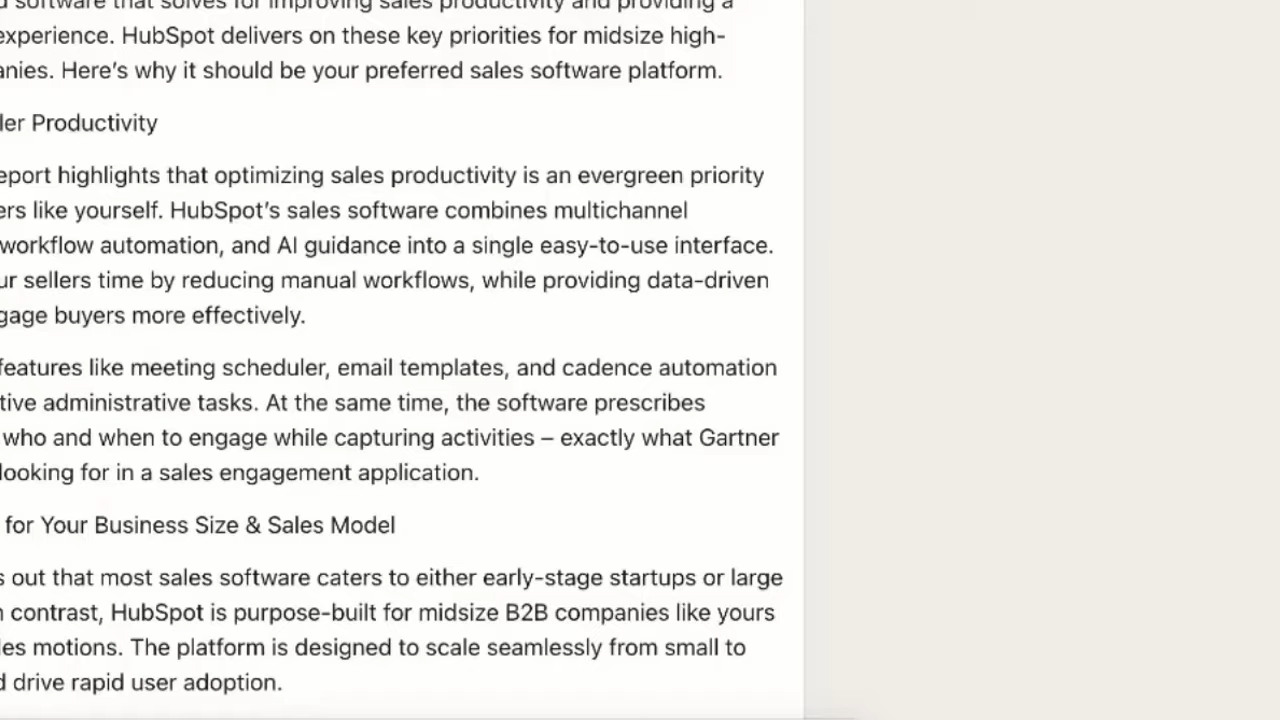 software that solves for improving sales productivity and providing a
experience. HubSpot delivers on these key priorities for midsize high-
anies. Here's why it should be your preferred sales software platform.
ler Productivity
eport highlights that optimizing sales productivity is an evergreen priority
ers like yourself. HubSpot's sales software combines multichannel
workflow automation, and AI guidance into a single easy-to-use interface.
ur sellers time by reducing manual workflows, while providing data-driven
gage buyers more effectively.
features like meeting scheduler, email templates, and cadence automation
tive administrative tasks. At the same time, the software prescribes
who and when to engage while capturing activities – exactly what Gartner
looking for in a sales engagement application.
for Your Business Size & Sales Model
s out that most sales software caters to either early-stage startups or large
n contrast, HubSpot is purpose-built for midsize B2B companies like yours
les motions. The platform is designed to scale seamlessly from small to
d drive rapid user adoption.